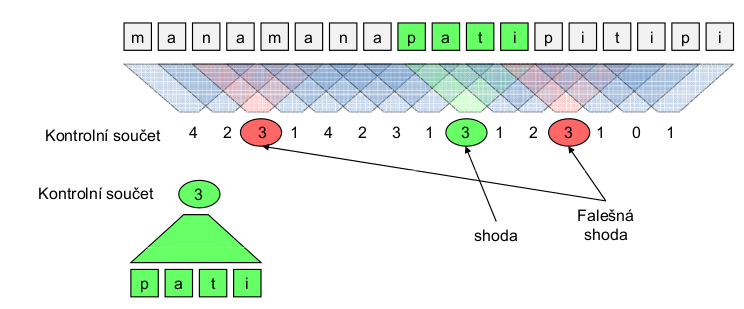 m a n a m a n a p a t i p i t i p i
Kontrolní součet 4 2 3 1 4 2 3 1 3 1 2 3 1 0 1
Kontrolní součet 3
shoda
Falešná
shoda
p a t i